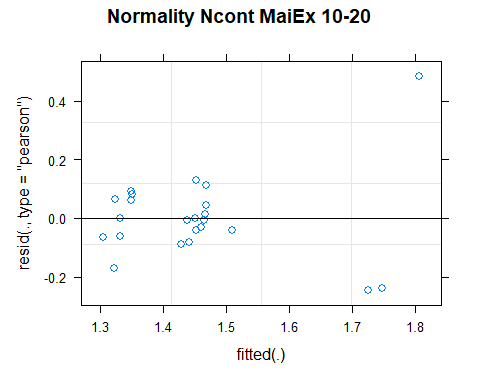 Normality Ncont MaiEx 10-20
resid(., type = "pearson")
0.4
0.2
0.0
-0.2
1.3 1.4 1.5 1.6 1.7 1.8
fitted(.)